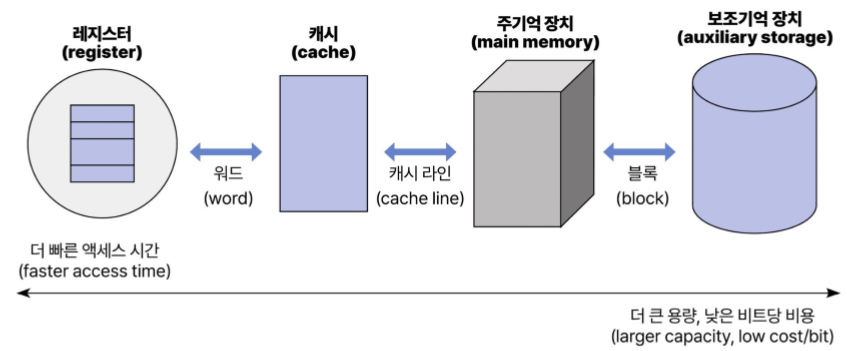 레지스터
(register)
캐시
(cache)
주기억 장치
(main memory)
보조기억 장치
(auxiliary storage)
워드
(word)
캐시 라인
(cache line)
블록
(block)
더 빠른 액세스 시간
(faster access time)
더 큰 용량, 낮은 비트당 비용
(larger capacity, low cost/bit)